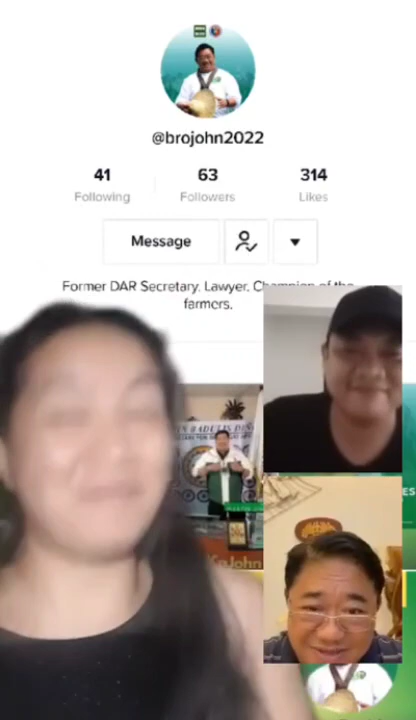 @brojohn2022
41 63 314
Following Followers Likes
Message
Former DAR Secretary. Lawyer. Champion of the
farmers.